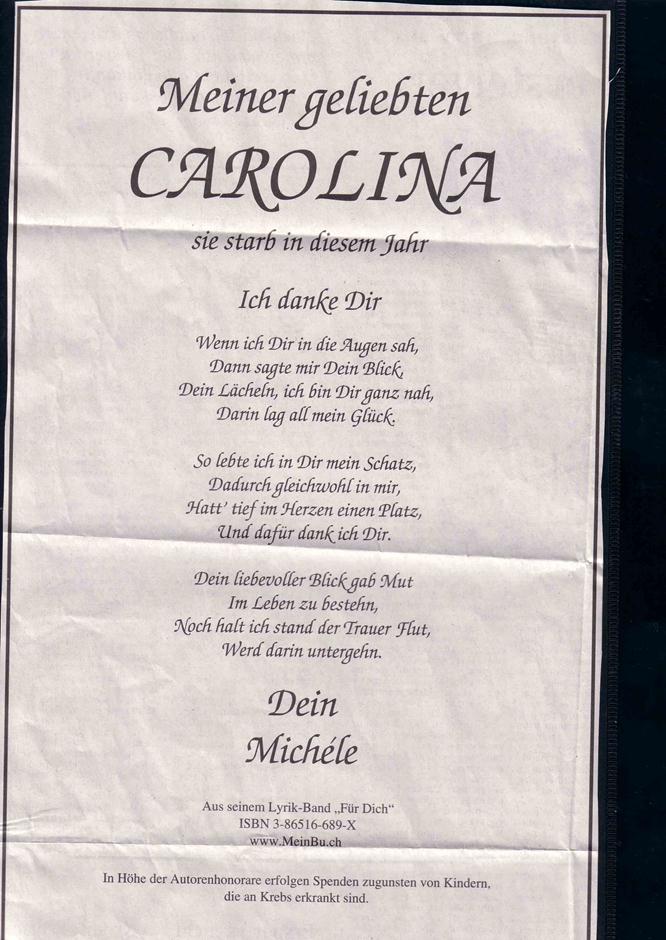 Meiner geliebten
CAROLINA
sie starb in diesem Jahr
Ich danke Dir
Wenn ich Dir in die Augen sah,
Dann sagte mir Dein Blick,
Dein Lächeln, ich bin Dir ganz nah,
Darin lag all mein Glück.
So lebte ich in Dir mein Schatz,
Dadurch gleichwohl in mir,
Hatt' tief im Herzen einen Platz,
Und dafür dank ich Dir.
Dein liebevoller Blick gab Mut
Im Leben zu bestehn,
Noch halt ich stand der Trauer Flut,
Werd darin untergehn.
Dein
Michéle
Aus seinem Lyrik-Band „Für Dich“
ISBN 3-86516-689-X
www.MeinBu.ch
In Höhe der Autorenhonorare erfolgen Spenden zugunsten von Kindern,
die an Krebs erkrankt sind.